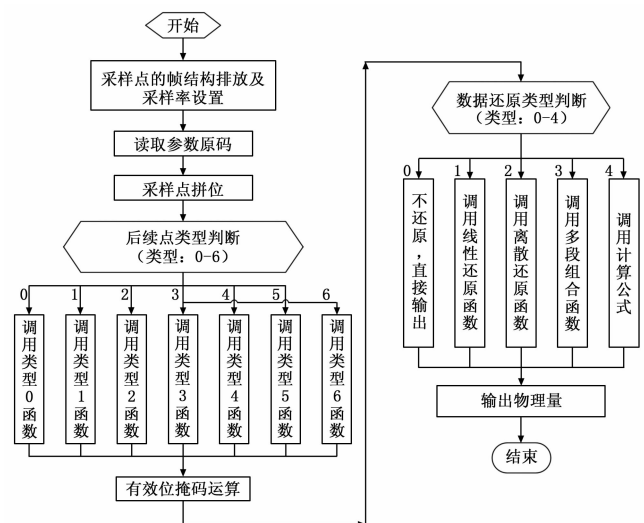 开始
采样点的帧结构排放及
采样率设置
读取参数原码
采样点拼位
后续点类型判断
(类型：0-6)
0 1 2 3 4 5 6
调用类型0函数
调用类型1函数
调用类型2函数
调用类型3函数
调用类型4函数
调用类型5函数
调用类型6函数
有效位掩码运算
数据还原类型判断
(类型：0-4)
0 1 2 3 4
不还原，直接输出
调用线性还原函数
调用离散还原函数
调用多段组合函数
调用计算公式
输出物理量
结束